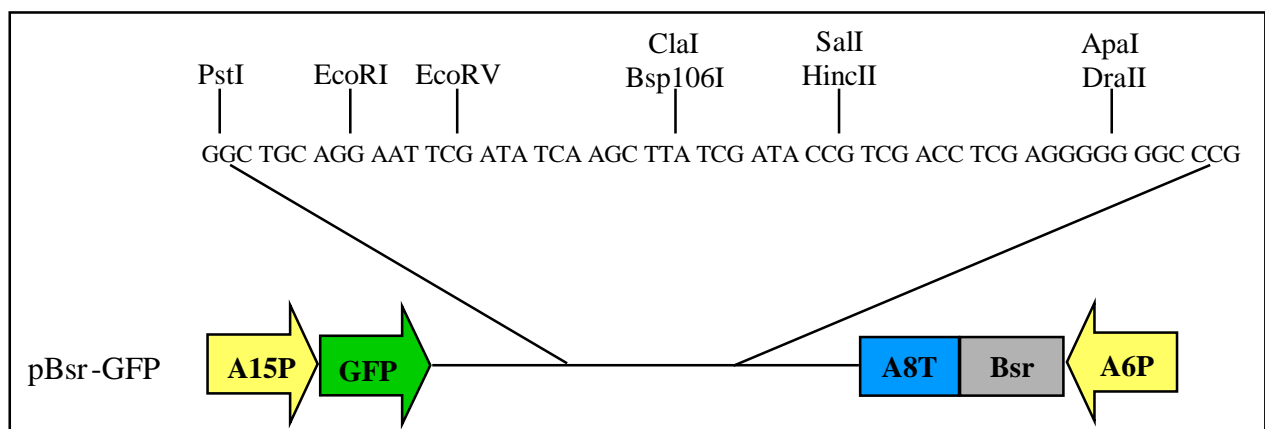 ClaI SalI ApaI
PstI EcoRI EcoRV Bsp106I HincII DraII
GGC TGC AGG AAT TCG ATA TCA AGC TTA TCG ATA CCG TCG ACC TCG AGGGGG GGC CCG
pBsr-GFP A15P GFP A8T Bsr A6P